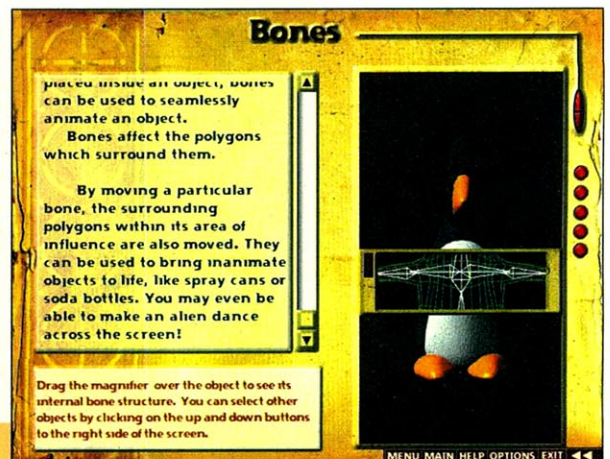 Bones
placed inside an object, bones
can be used to seamlessly
animate an object.
Bones affect the polygons
which surround them.
By moving a particular
bone, the surrounding
polygons within its area of
influence are also moved. They
can be used to bring inanimate
objects to life, like spray cans or
soda bottles. You may even be
able to make an alien dance
across the screen!
Drag the magnifier over the object to see its
internal bone structure. You can select other
objects by clicking on the up and down buttons
to the right side of the screen.
MENU MAIN HELP OPTIONS EXIT